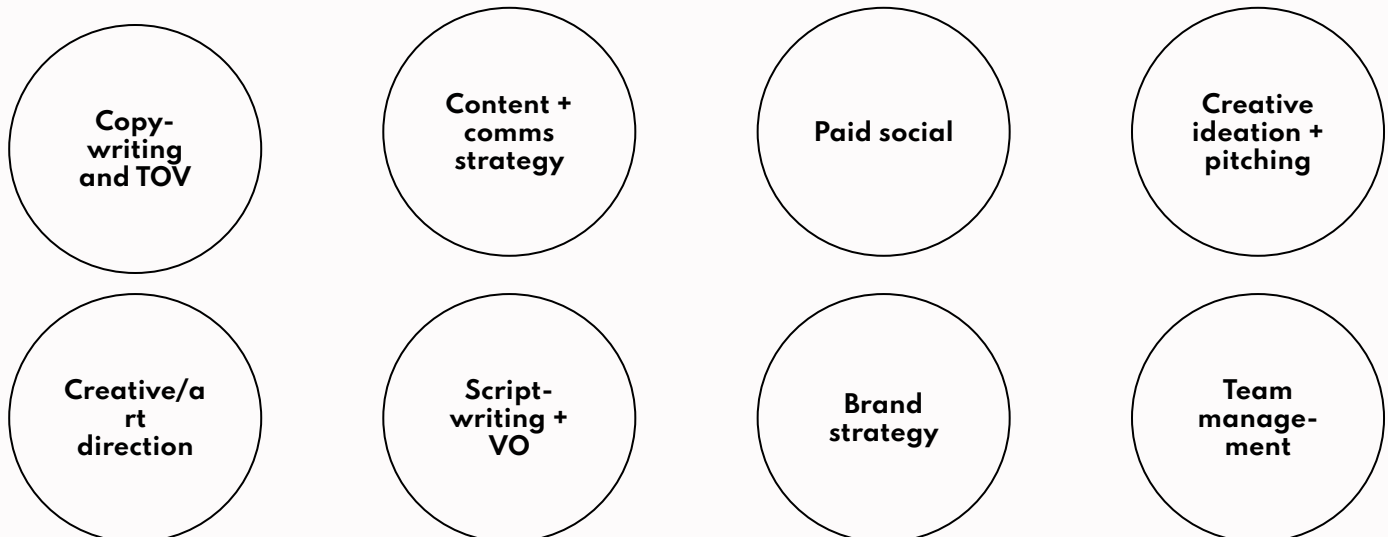 Copy-
writing
and TOV
Content +
comms
strategy
Paid social
Creative
ideation +
pitching
Creative/a
rt
direction
Script-
writing +
VO
Brand
strategy
Team
manage-
ment